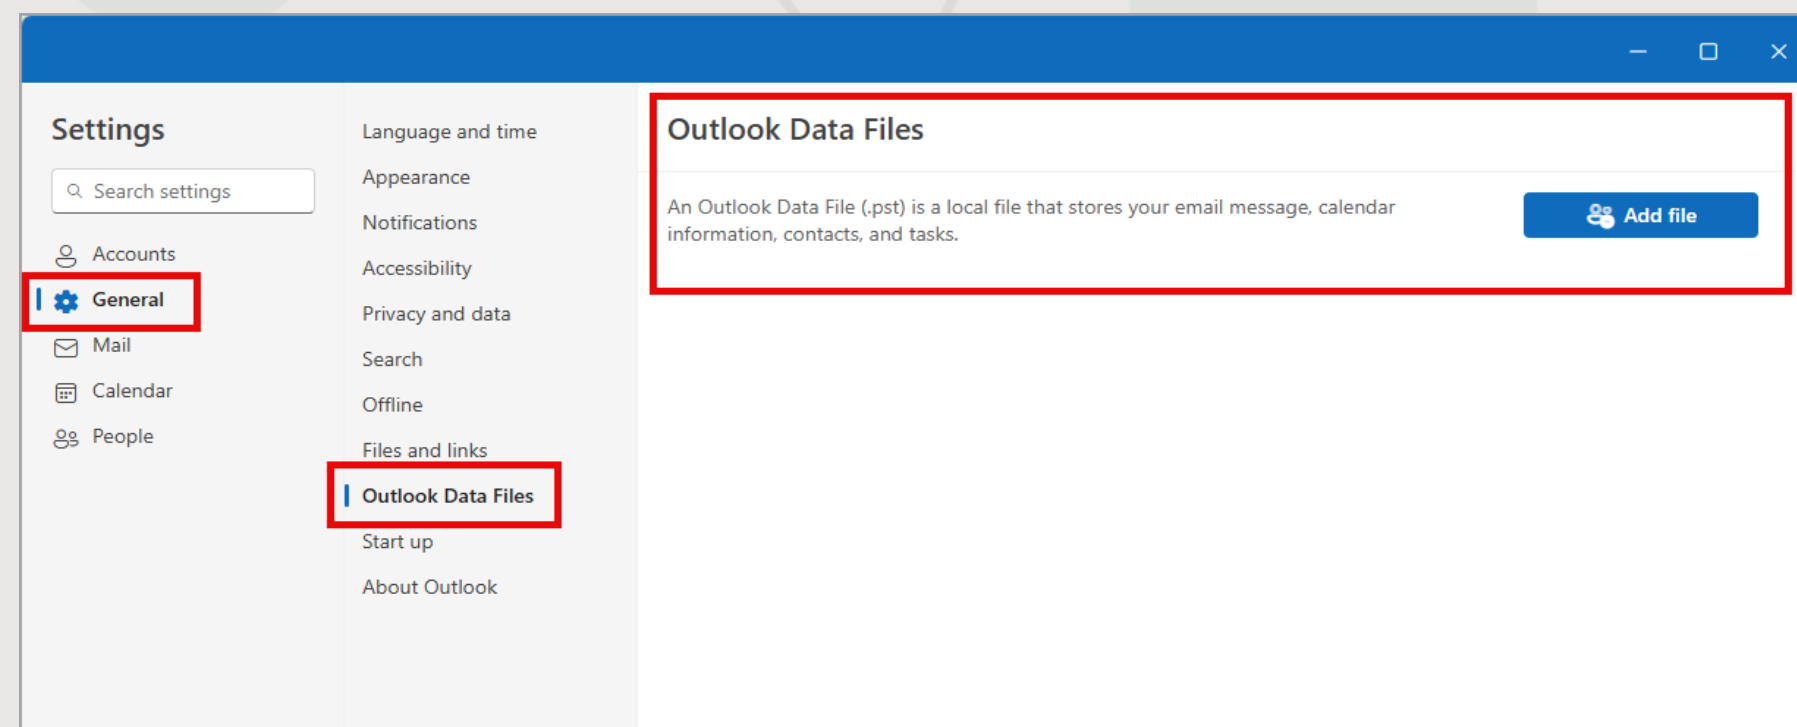 Settings
Search settings
Accounts
General
Mail
Calendar
People
Language and time
Appearance
Notifications
Accessibility
Privacy and data
Search
Offline
Files and links
Outlook Data Files
Start up
About Outlook
Outlook Data Files
An Outlook Data File (.pst) is a local file that stores your email message, calendar
information, contacts, and tasks.
Add file